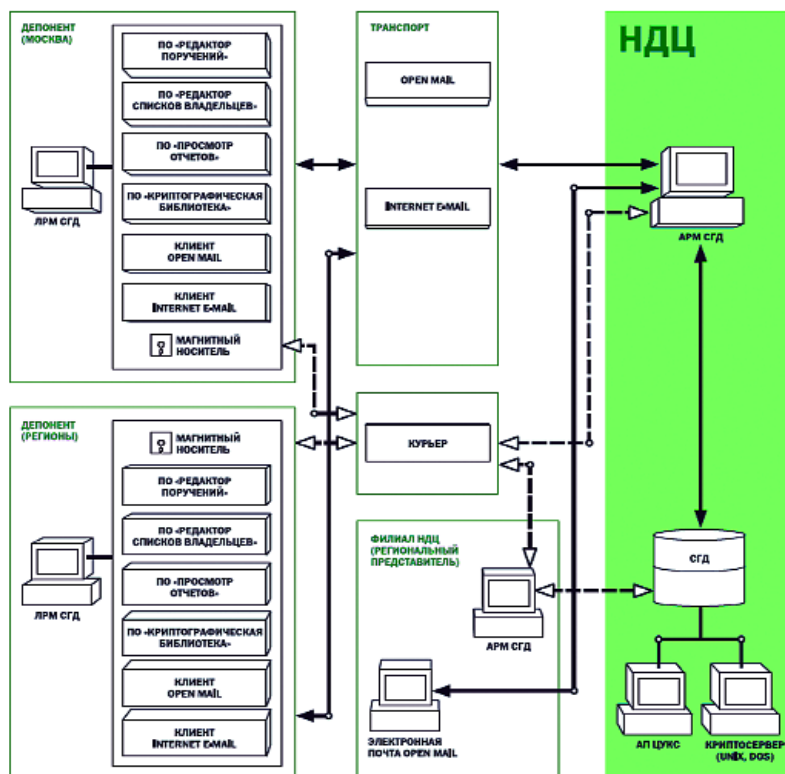 ДЕПОНЕНТ
(МОСКВА)
ПО «РЕДАКТОР
ПОРУЧЕНИЙ»
ПО «РЕДАКТОР
СПИСКОВ ВЛАДЕЛЬЦЕВ»
ПО «ПРОСМОТР
ОТЧЕТОВ»
ПО «КРИПТОГРАФИЧЕСКАЯ
БИБЛИОТЕКА»
КЛИЕНТ
OPEN MAIL
КЛИЕНТ
INTERNET E-MAIL
МАГНИТНЫЙ
НОСИТЕЛЬ
ЛРМ СГД
ТРАНСПОРТ
OPEN MAIL
INTERNET E-MAIL
НДЦ
АРМ СГД
ДЕПОНЕНТ
(РЕГИОНЫ)
МАГНИТНЫЙ
НОСИТЕЛЬ
ПО «РЕДАКТОР
ПОРУЧЕНИЙ»
ПО «РЕДАКТОР
СПИСКОВ ВЛАДЕЛЬЦЕВ»
ПО «ПРОСМОТР
ОТЧЕТОВ»
ПО «КРИПТОГРАФИЧЕСКАЯ
БИБЛИОТЕКА»
КЛИЕНТ
OPEN MAIL
КЛИЕНТ
INTERNET E-MAIL
ЛРМ СГД
КУРЬЕР
ФИЛИАЛ НДЦ
(РЕГИОНАЛЬНЫЙ
ПРЕДСТАВИТЕЛЬ)
АРМ СГД
ЭЛЕКТРОННАЯ
ПОЧТА OPEN MAIL
СГД
АП ЦУКС
КРИПТОСЕРВЕР
(UNIX, DOS)